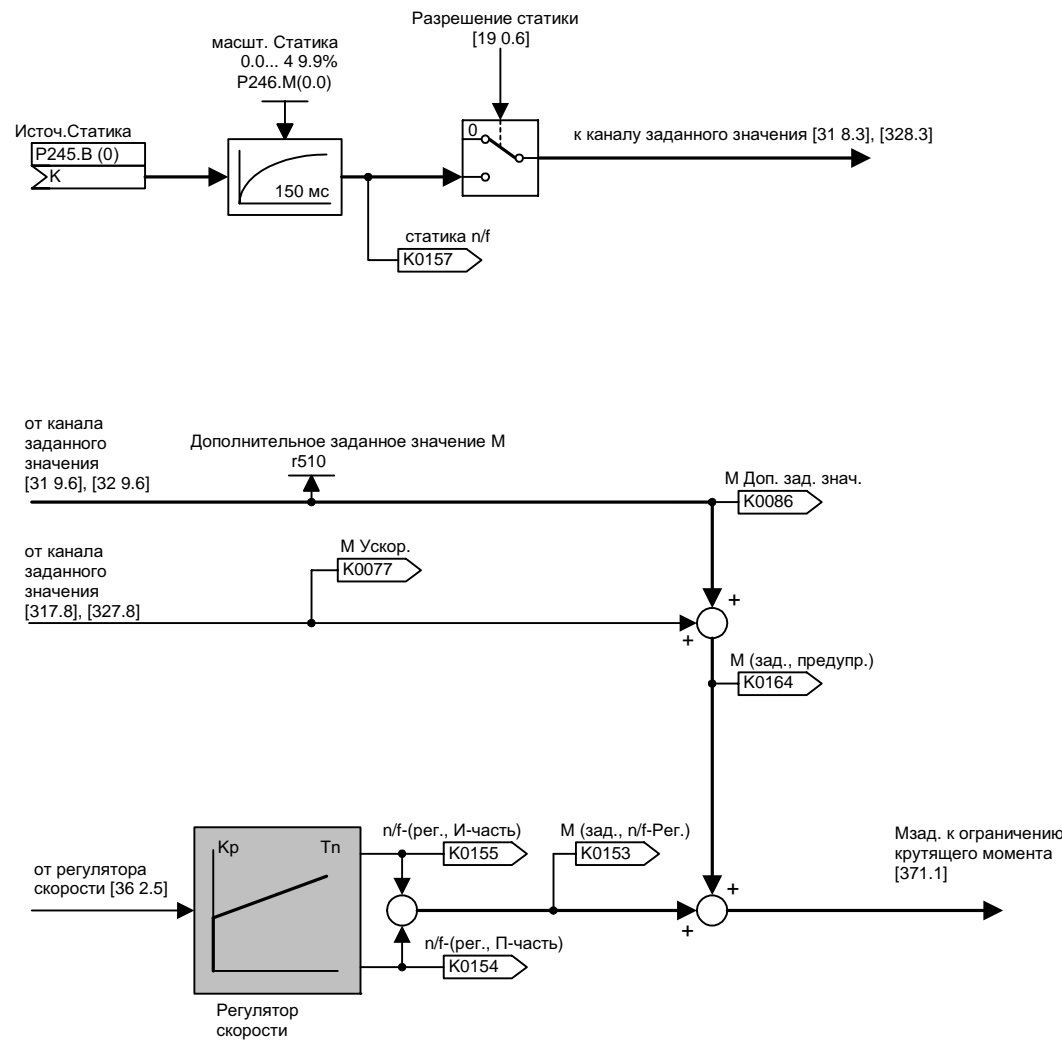 Разрешение статики
[19 0.6]
масшт. Статика
0.0... 4 9.9%
P246.M(0.0)
Источ.Статика
P245.B (0)
K
150 мс
0
к каналу заданного значения [31 8.3], [328.3]
статика n/f
K0157
от канала
заданного
значения
[31 9.6], [32 9.6]
Дополнительное заданное значение М
r510
М Доп. зад. знач.
K0086
от канала
заданного
значения
[317.8], [327.8]
М Ускор.
K0077
+
+
М (зад., предупр.)
K0164
от регулятора
скорости [36 2.5]
Kp
Tn
Регулятор
скорости
n/f-(рег., И-часть)
K0155
n/f-(рег., П-часть)
K0154
М (зад., n/f-Рег.)
K0153
+
+
Мзад. к ограничению
крутящего момента
[371.1]